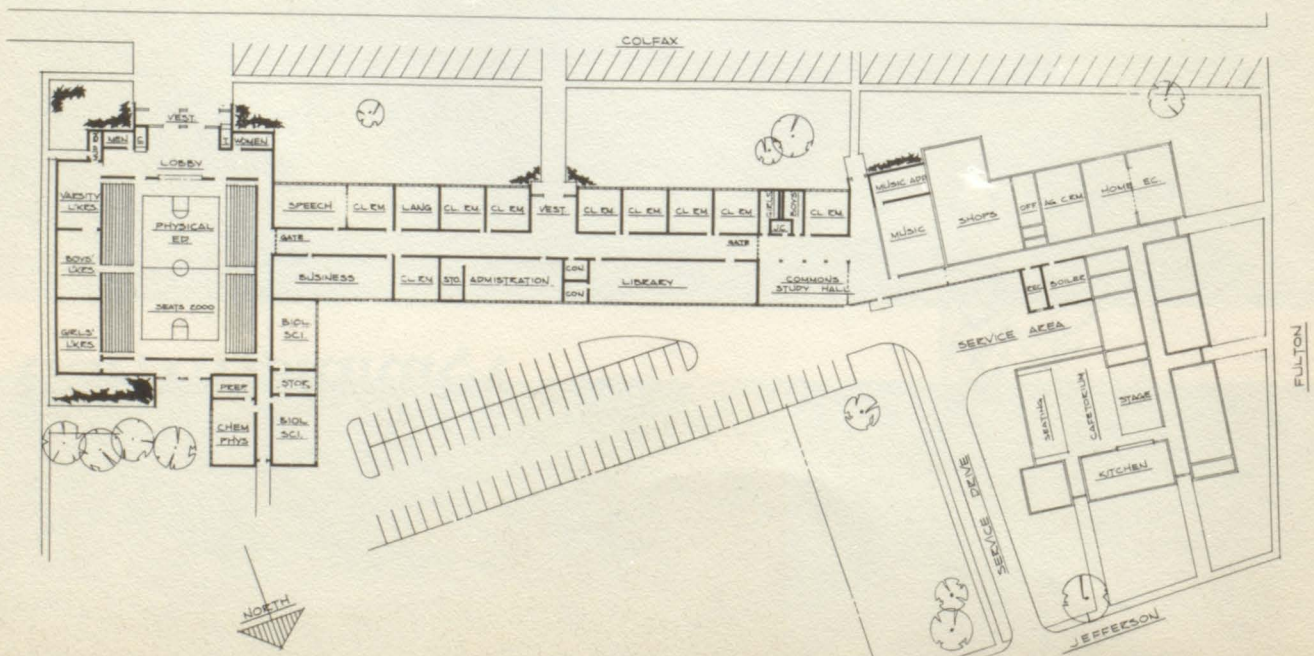 COLFAX
VEST.
MEN
C
T
WOMEN
LOBBY
VARSITY
LKRS.
PHYSICAL
ED
BOYS'
LKRS
SEATS 2000
GIRLS'
LKRS
SPEECH
CL RM
LANG
CL. RM.
CL RM.
VEST
CL RM.
CL RM.
CL RM.
CL RM.
GIRLS
BOYS
J.C.
CL RM.
GATE
GATE
BUSINESS
CL RM
STO.
ADMISTRATION
CON
CON
LIBRARY
COMMONS
STUDY HALL
MUSIC
SHOPS
OFF
AG. C.RM.
HOME EC.
REC
BOILER
SERVICE AREA
BIOL
SCI.
STOR
BIOL
SCI.
PREP
CHEM
PHYS
SEATING
CAFETORIUM
STAGE
KITCHEN
SERVICE DRIVE
FULTON
JEFFERSON
NORTH